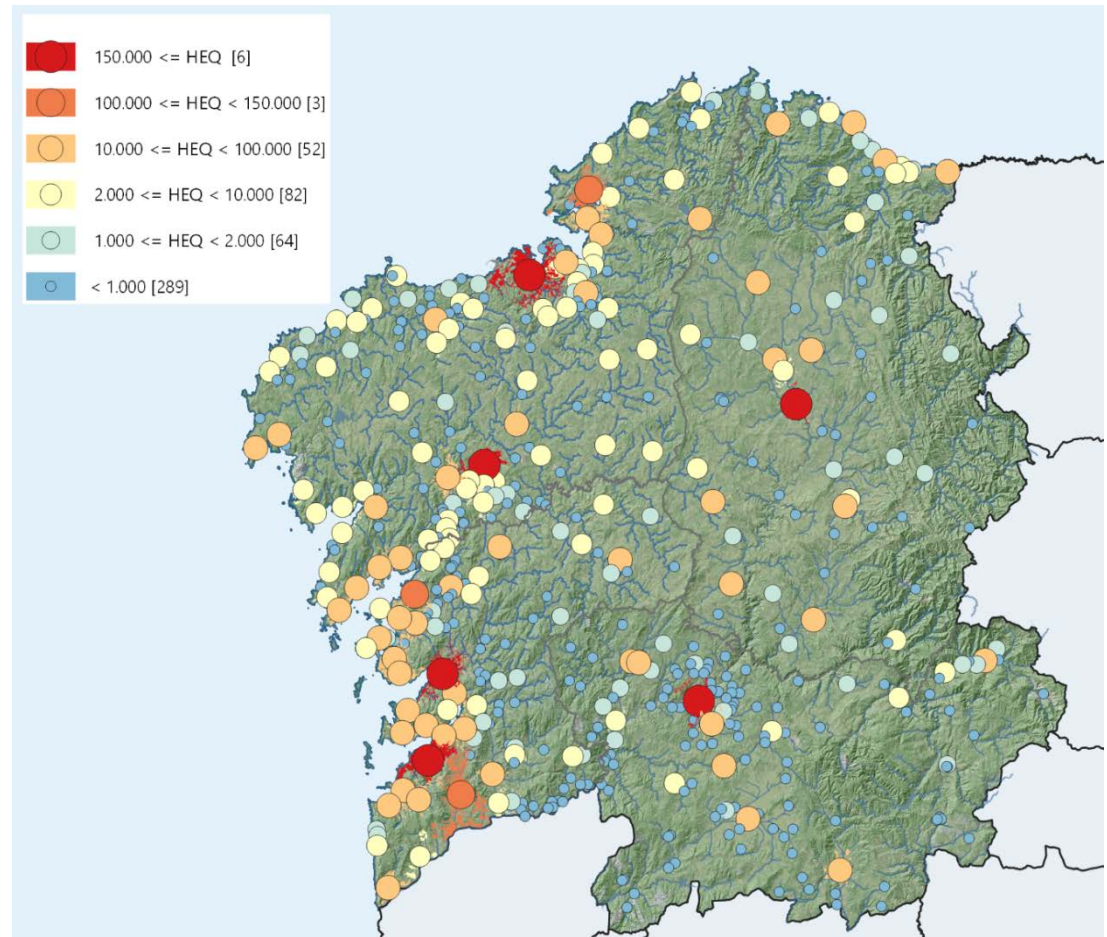 150.000 <= HEQ [6]
100.000 <= HEQ < 150.000 [3]
10.000 <= HEQ < 100.000 [52]
2.000 <= HEQ < 10.000 [82]
1.000 <= HEQ < 2.000 [64]
< 1.000 [289]